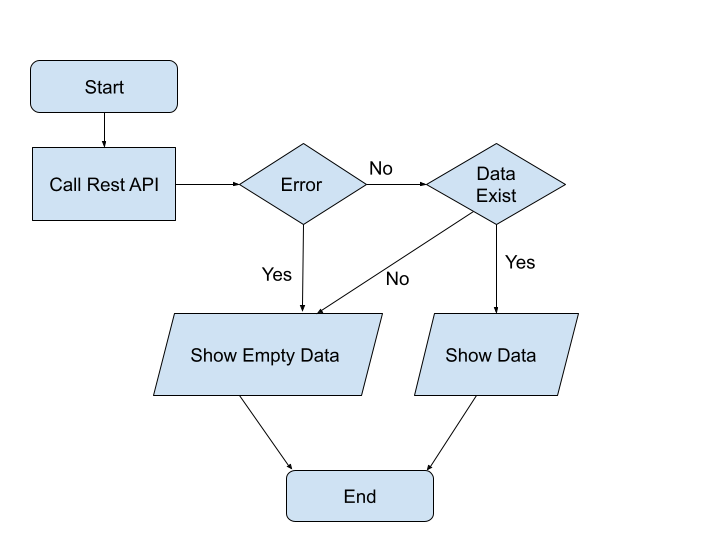 Start
Call Rest API
Error
No
Data
Exist
Yes
No
Yes
Show Empty Data
Show Data
End